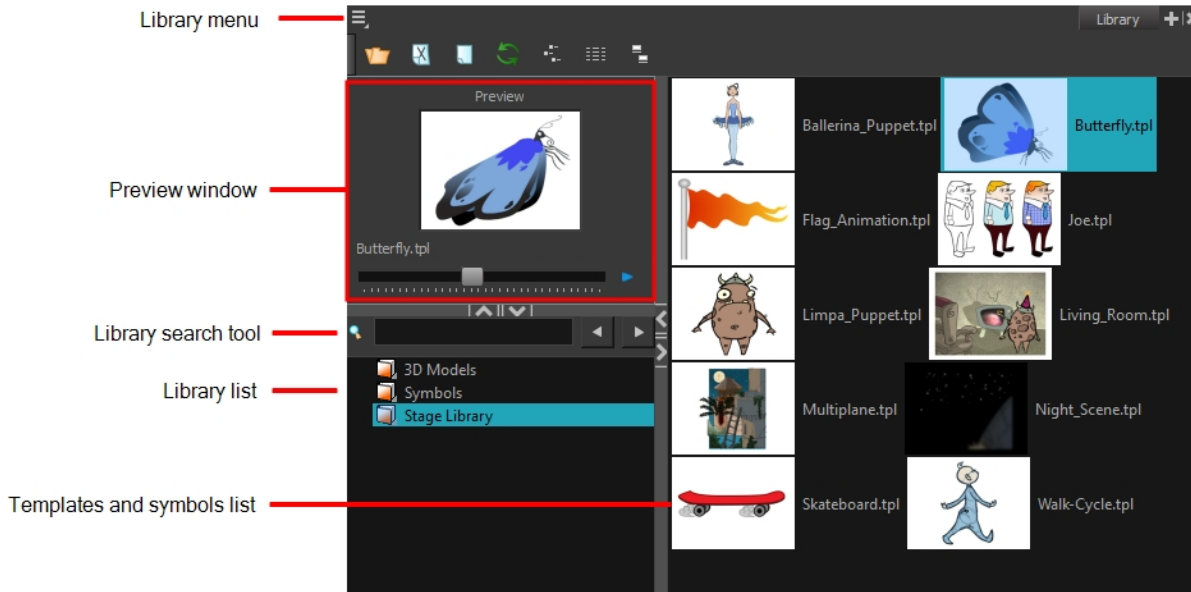 Library menu
Library
Preview
Preview window
Butterfly.tpl
Library search tool
Library list
3D Models
Symbols
Stage Library
Templates and symbols list
Ballerina_Puppet.tpl
Butterfly.tpl
Flag_Animation.tpl
Joe.tpl
Limpa_Puppet.tpl
Living_Room.tpl
Multiplane.tpl
Night_Scene.tpl
Skateboard.tpl
Walk-Cycle.tpl